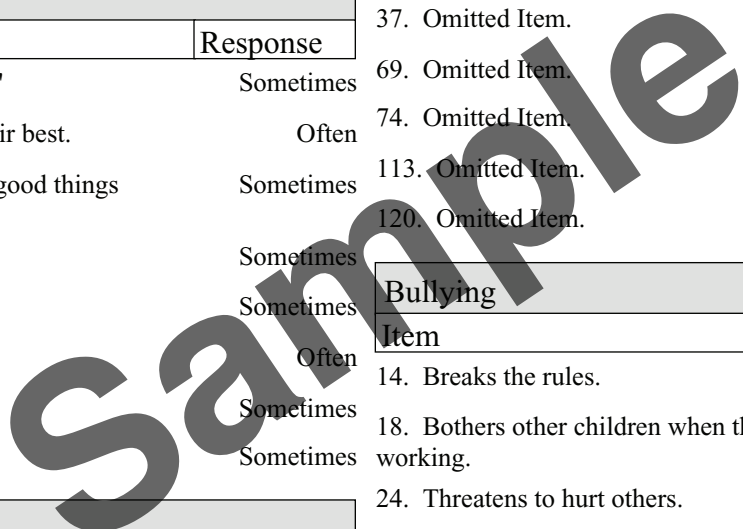 Response
Sometimes
ir best. Often
good things Sometimes
Sometimes
Sometimes
Often
Sometimes
Sometimes
37. Omitted Item.
69. Omitted Item.
74. Omitted Item.
113. Omitted Item.
120. Omitted Item.
Bullying
Item
14. Breaks the rules.
18. Bothers other children when th
working.
24. Threatens to hurt others.
Sample